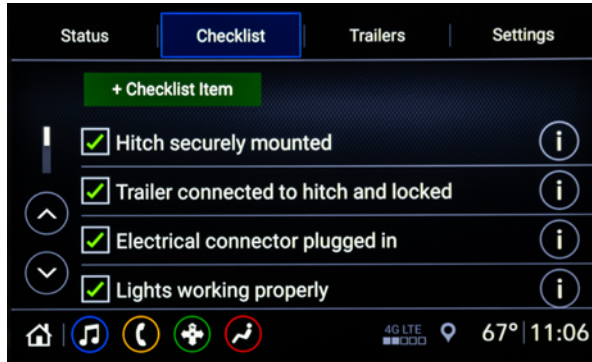 Status Checklist Trailers Settings
+ Checklist Item
Hitch securely mounted
i
Trailer connected to hitch and locked
i
Electrical connector plugged in
i
Lights working properly
i
4G LTE
67° 11:06